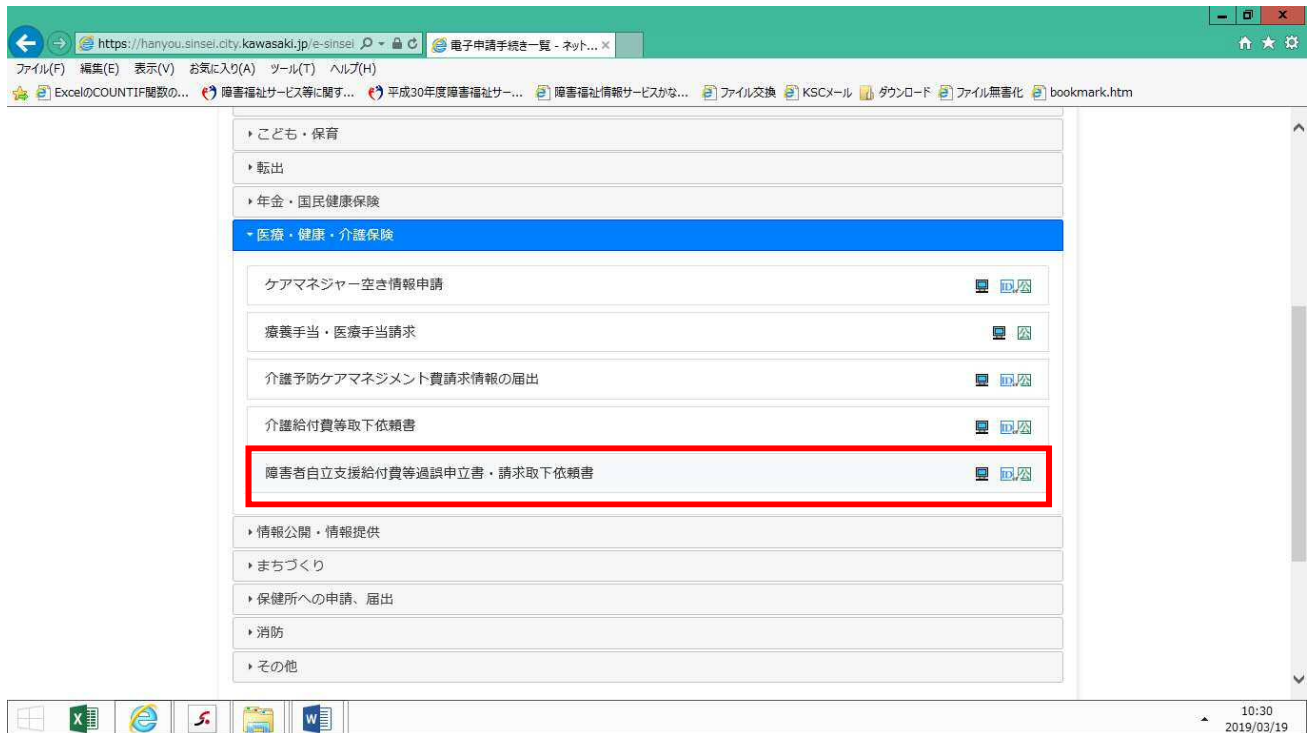 https://hanyou.sinsei.city.kawasaki.jp/e-sinsei
電子申請手続き一覧 - ネット...
ファイル(F) 編集(E) 表示(V) お気に入り(A) ツール(T) ヘルプ(H)
ExcelのCOUNTIF関数の... 障害福祉サービス等に関す... 平成30年度障害福祉サー... 障害福祉情報サービスかな... ファイル交換 KSCメール ダウンロード ファイル無害化 bookmark.htm
こども・保育
転出
年金・国民健康保険
医療・健康・介護保険
ケアマネジャー空き情報申請 ID 公
療養手当・医療手当請求 公
介護予防ケアマネジメント費請求情報の届出 ID 公
介護給付費等取下依頼書 ID 公
障害者自立支援給付費等過誤申立書・請求取下依頼書 ID 公
情報公開・情報提供
まちづくり
保健所への申請、届出
消防
その他
10:30
2019/03/19